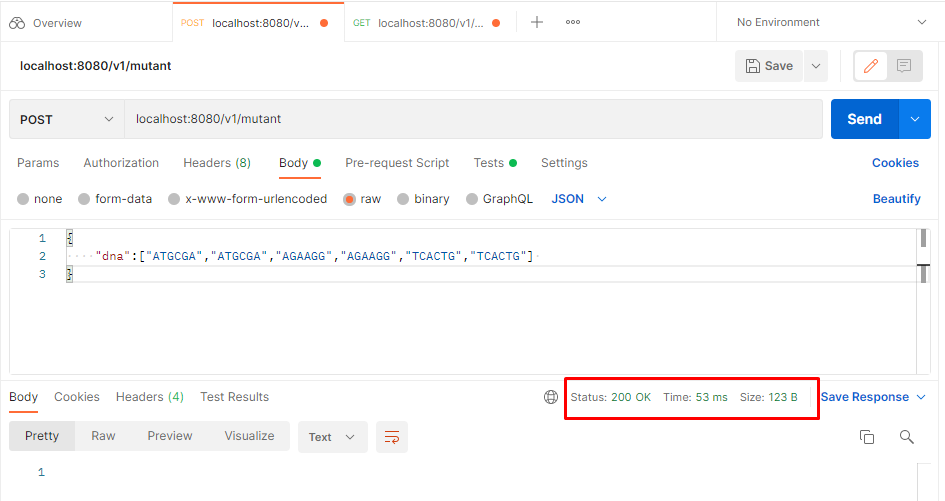 Overview
POST localhost:8080/v...
GET localhost:8080/v1/...
No Environment
localhost:8080/v1/mutant
Save
POST
localhost:8080/v1/mutant
Send
Params Authorization Headers (8) Body Pre-request Script Tests Settings Cookies
none form-data x-www-form-urlencoded raw binary GraphQL JSON Beautify
1 {
2 "dna":["ATGCGA","ATGCGA","AGAAGG","AGAAGG","TCACTG","TCACTG"]
3 }
Body Cookies Headers (4) Test Results Status: 200 OK Time: 53 ms Size: 123 B Save Response
Pretty Raw Preview Visualize Text
1